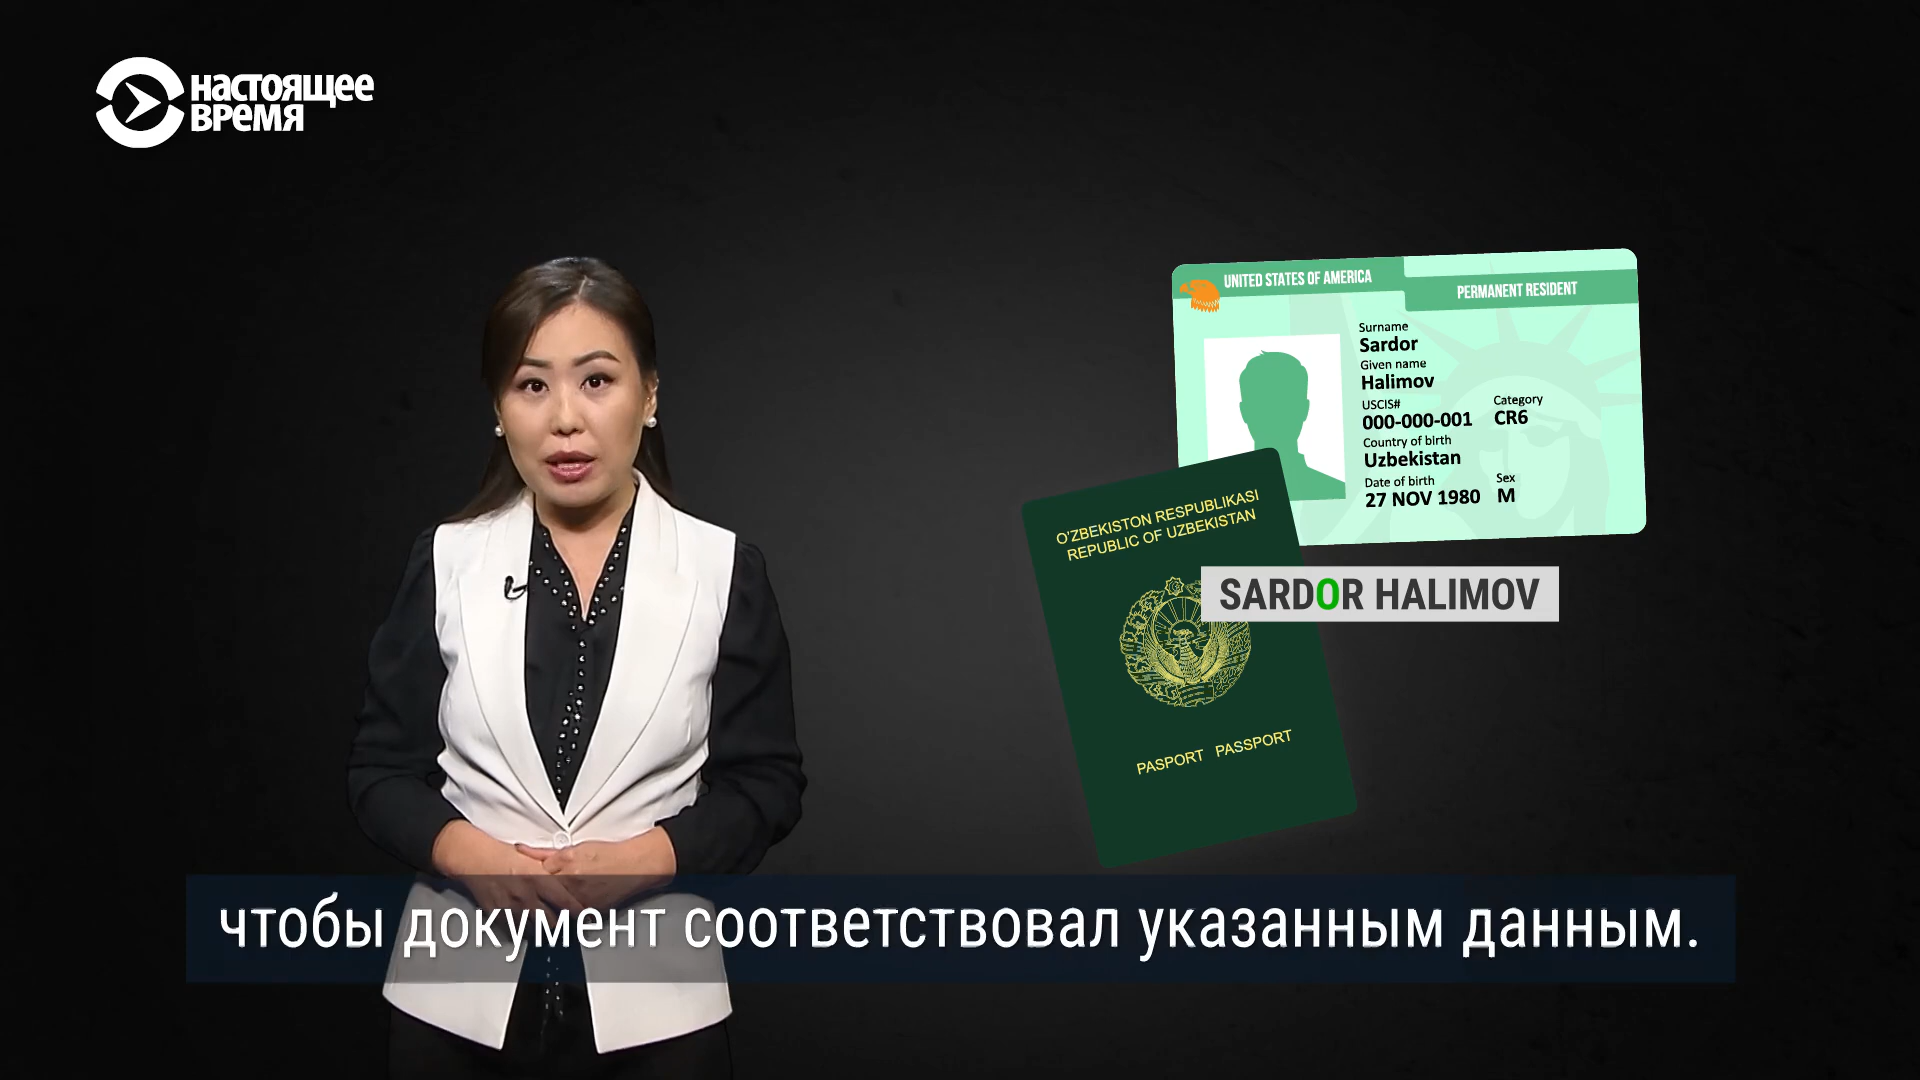 НАСТОЯЩЕЕ
ВРЕМЯ
UNITED STATES OF AMERICA
PERMANENT RESIDENT
Surname
Sardor
Given name
Halimov
USCIS#
000-000-001
Category
CR6
Country of birth
Uzbekistan
Date of birth
27 NOV 1980
Sex
M
O'ZBEKISTON RESPUBLIKASI
REPUBLIC OF UZBEKISTAN
SARDOR HALIMOV
PASPORT PASSPORT
чтобы документ соответствовал указанным данным.